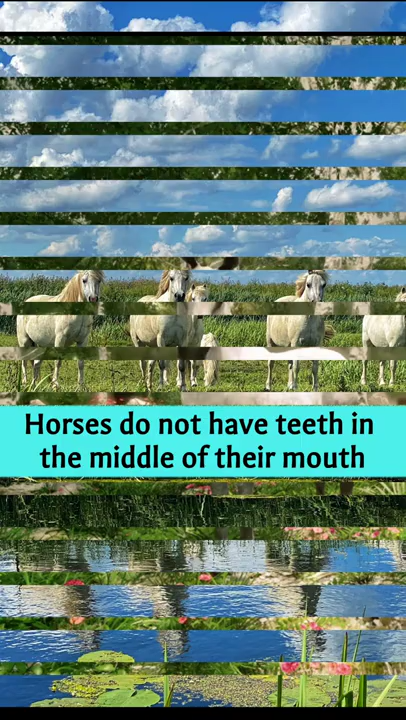 Horses do not have teeth in
the middle of their mouth